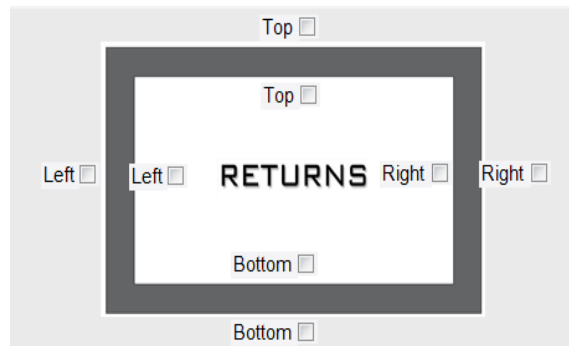 Top
Top
Left Left RETURNS Right Right
Bottom
Bottom